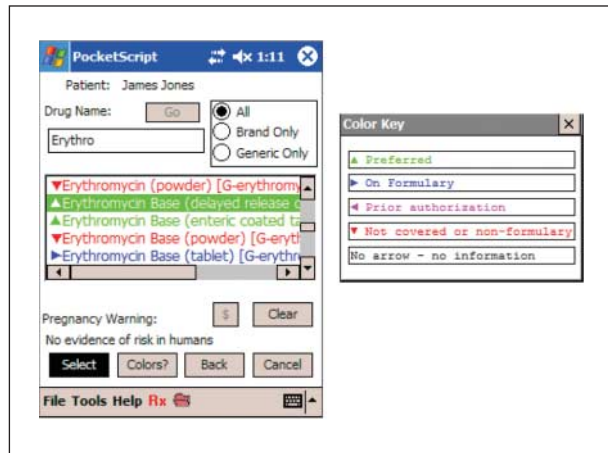 PocketScript 1:11
Patient: James Jones
Drug Name: Go
Erythro
All
Brand Only
Generic Only
▼Erythromycin (powder) [G-erythromy
▲Erythromycin Base (delayed release c
▲Erythromycin Base (enteric coated ta
▼Erythromycin Base (powder) [G-eryth
▶Erythromycin Base (tablet) [G-erythro
Pregnancy Warning: $ Clear
No evidence of risk in humans
Select Colors? Back Cancel
File Tools Help Rx
Color Key
▲ Preferred
▶ On Formulary
◀ Prior authorization
▼ Not covered or non-formulary
No arrow - no information